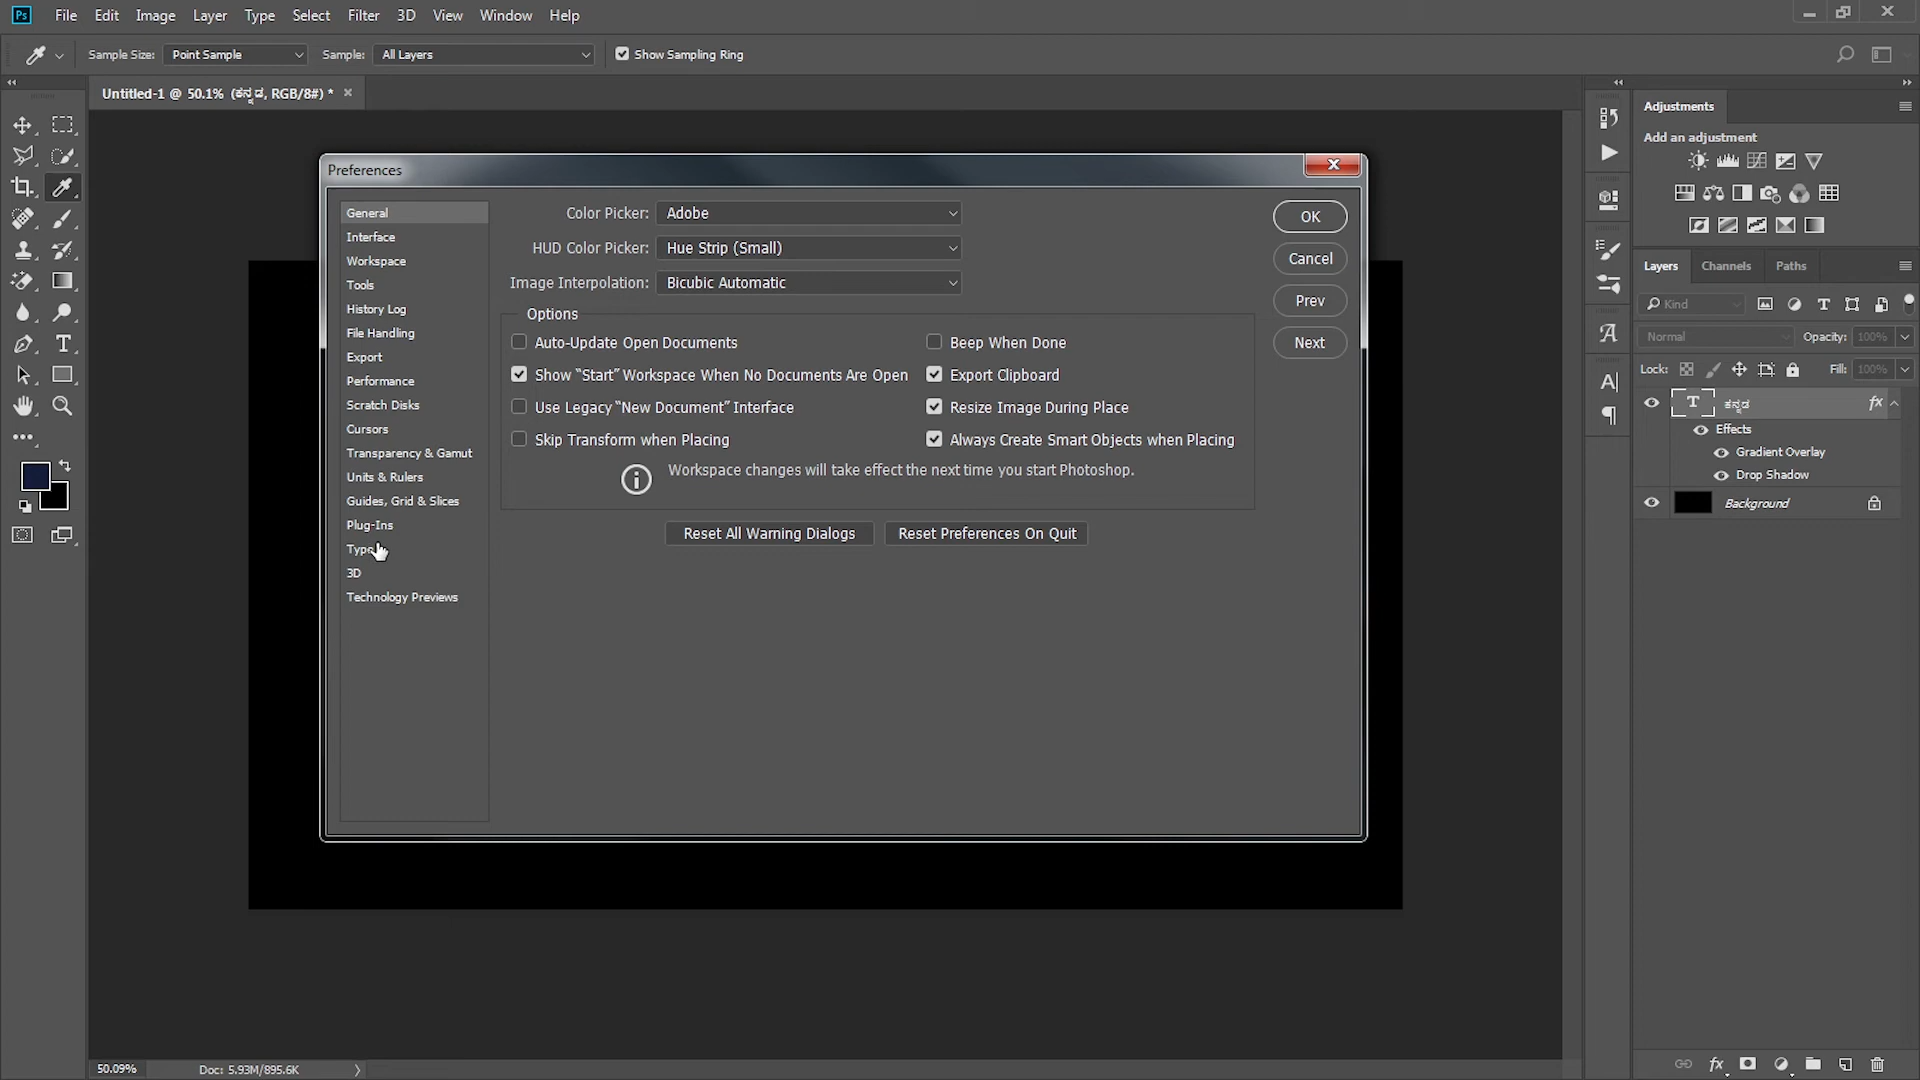 Ps File Edit Image Layer Type Select Filter 3D View Window Help
Sample Size: Point Sample Sample: All Layers Show Sampling Ring
Untitled-1 @ 50.1% (ಕನ್ನಡ, RGB/8#) *
Preferences
General
Interface
Workspace
Tools
History Log
File Handling
Export
Performance
Scratch Disks
Cursors
Transparency & Gamut
Units & Rulers
Guides, Grid & Slices
Plug-Ins
Type
3D
Technology Previews
Color Picker: Adobe
HUD Color Picker: Hue Strip (Small)
Image Interpolation: Bicubic Automatic
Options
Auto-Update Open Documents
Show “Start” Workspace When No Documents Are Open
Use Legacy “New Document” Interface
Skip Transform when Placing
Beep When Done
Export Clipboard
Resize Image During Place
Always Create Smart Objects when Placing
Workspace changes will take effect the next time you start Photoshop.
Reset All Warning Dialogs Reset Preferences On Quit
OK
Cancel
Prev
Next
Adjustments
Add an adjustment
Layers Channels Paths
Kind
Normal Opacity: 100%
Lock: Fill: 100%
T ಕನ್ನಡ fx
Effects
Gradient Overlay
Drop Shadow
Background
50.09% Doc: 5.93M/895.6K